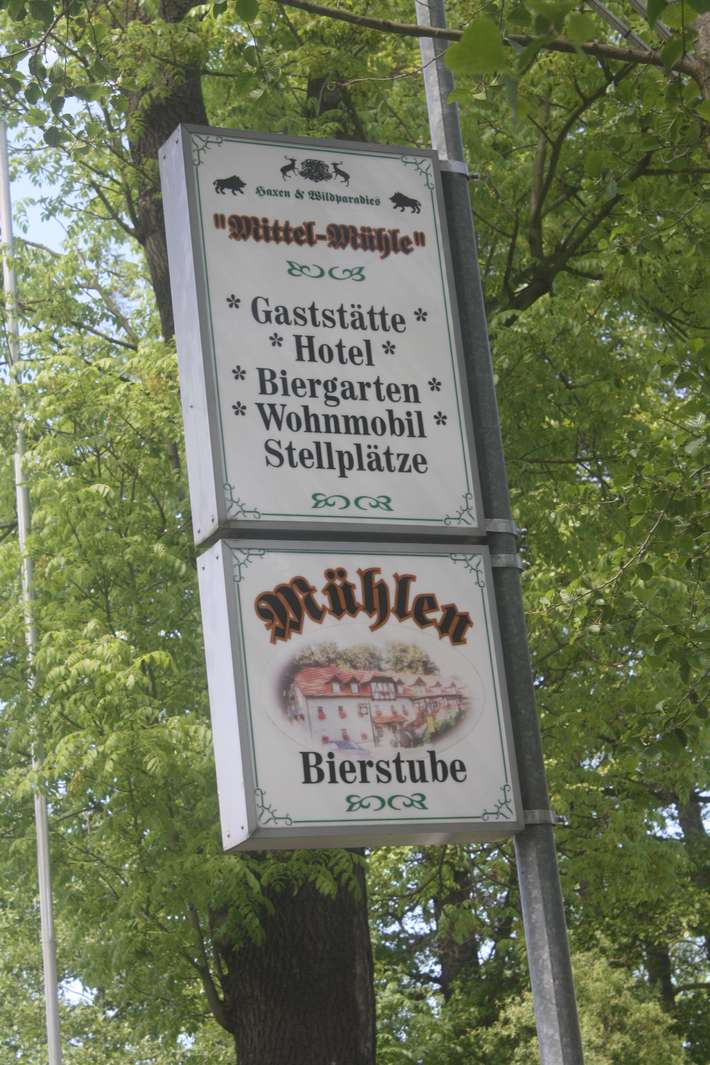 Haxen & Wildparadies
"Mittel-Mühle"
* Gaststätte *
* Hotel *
* Biergarten *
* Wohnmobil *
Stellplätze
Mühlen
Bierstube